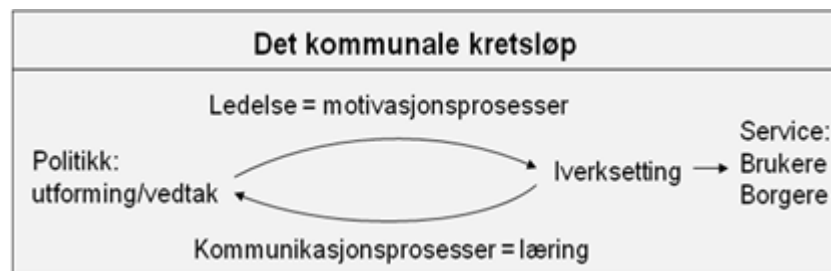 Det kommunale kretsløp
Ledelse = motivasjonsprosesser
Politikk:
utforming/vedtak
Iverksetting
Service:
Brukere
Borgere
Kommunikasjonsprosesser = læring